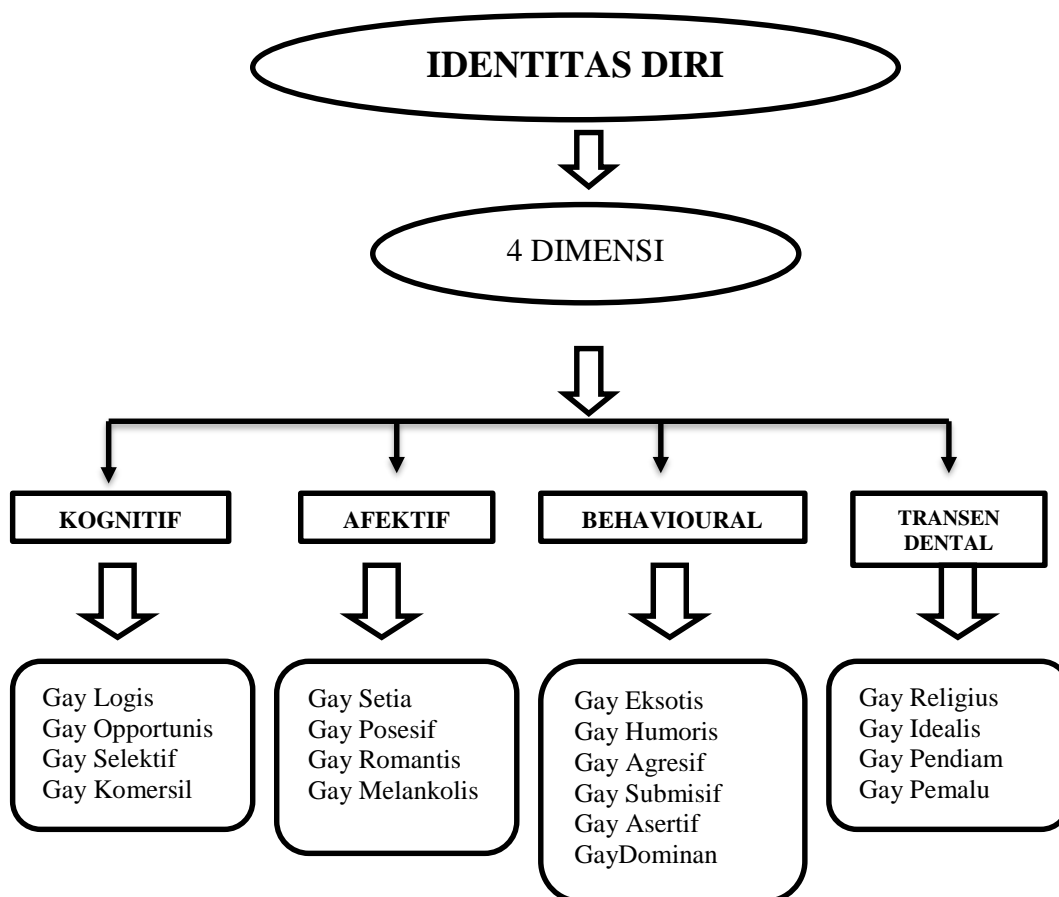 IDENTITAS DIRI
4 DIMENSI
KOGNITIF
AFEKTIF
BEHAVIOURAL
TRANSEN
DENTAL
Gay Logis
Gay Opportunis
Gay Selektif
Gay Komersil
Gay Setia
Gay Posesif
Gay Romantis
Gay Melankolis
Gay Eksotis
Gay Humoris
Gay Agresif
Gay Submisif
Gay Asertif
GayDominan
Gay Religius
Gay Idealis
Gay Pendiam
Gay Pemalu